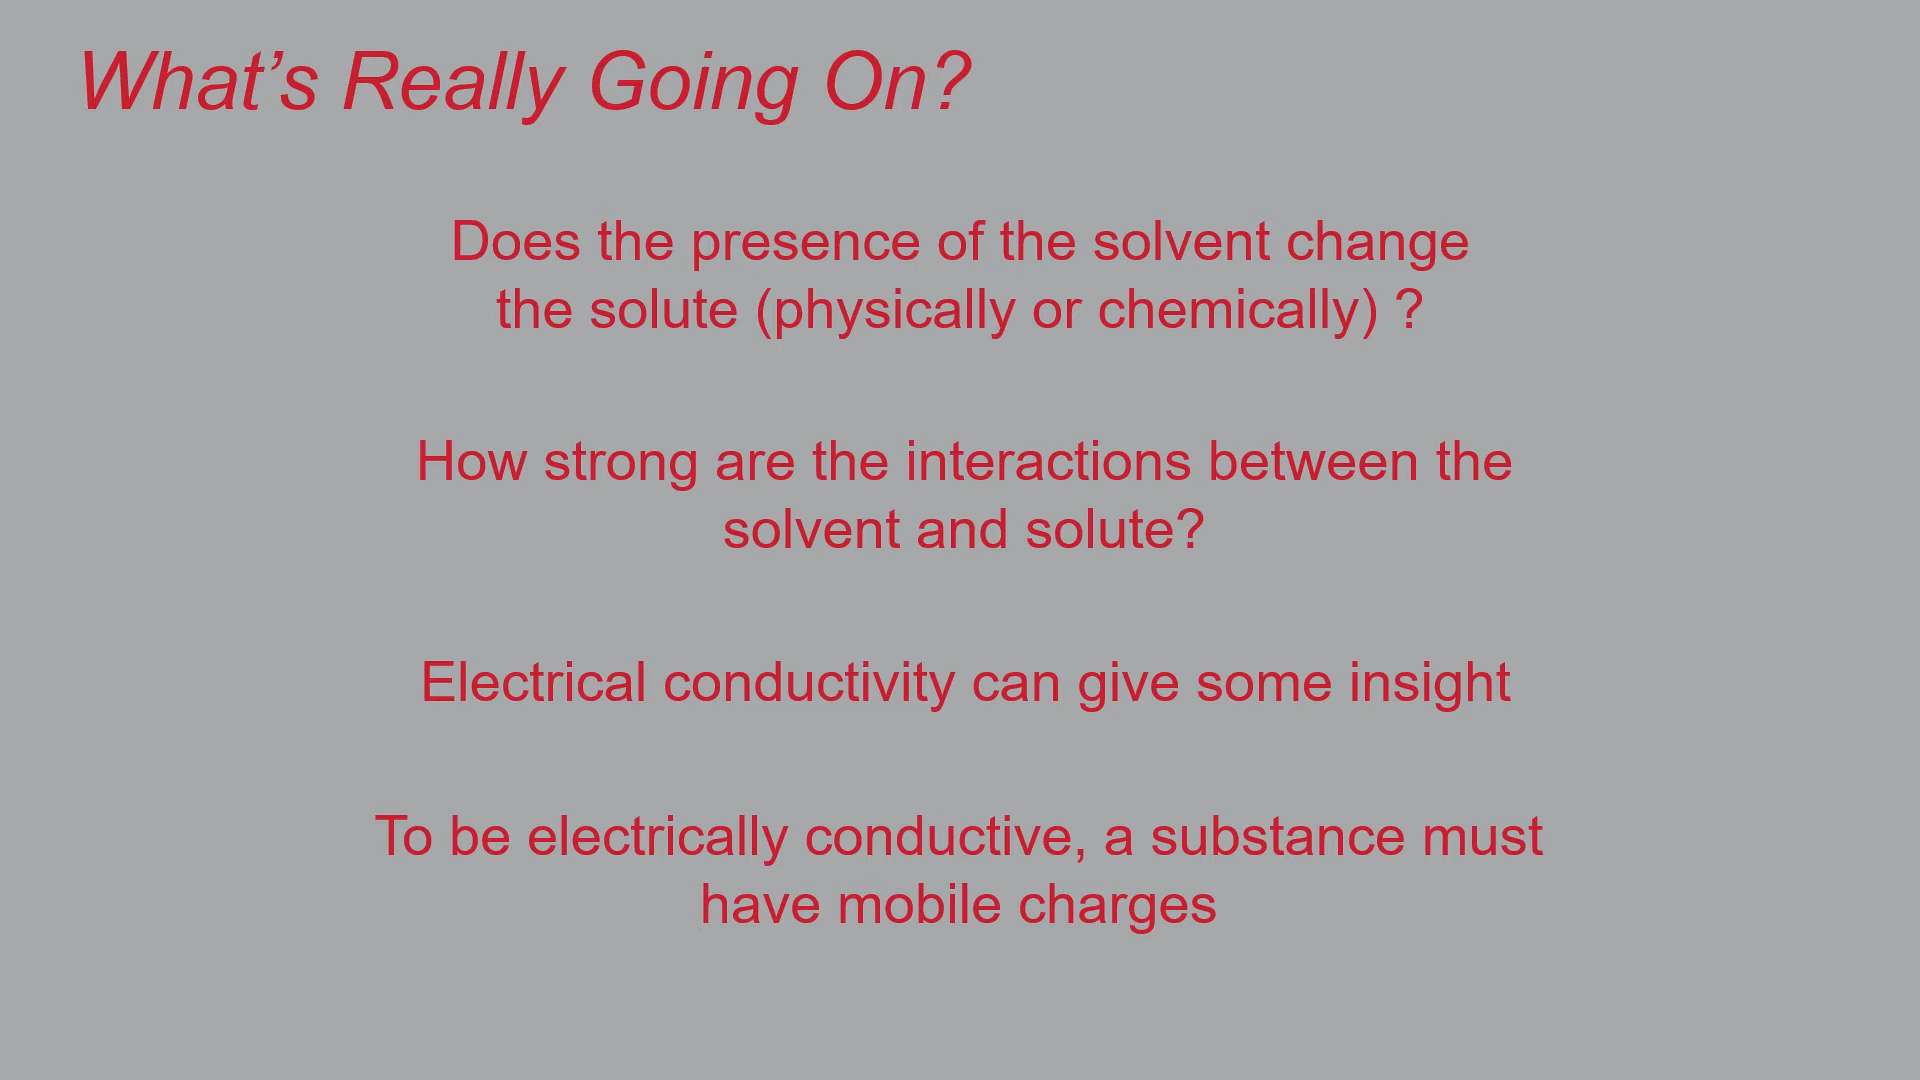 What’s Really Going On?
Does the presence of the solvent change
the solute (physically or chemically) ?
How strong are the interactions between the
solvent and solute?
Electrical conductivity can give some insight
To be electrically conductive, a substance must
have mobile charges